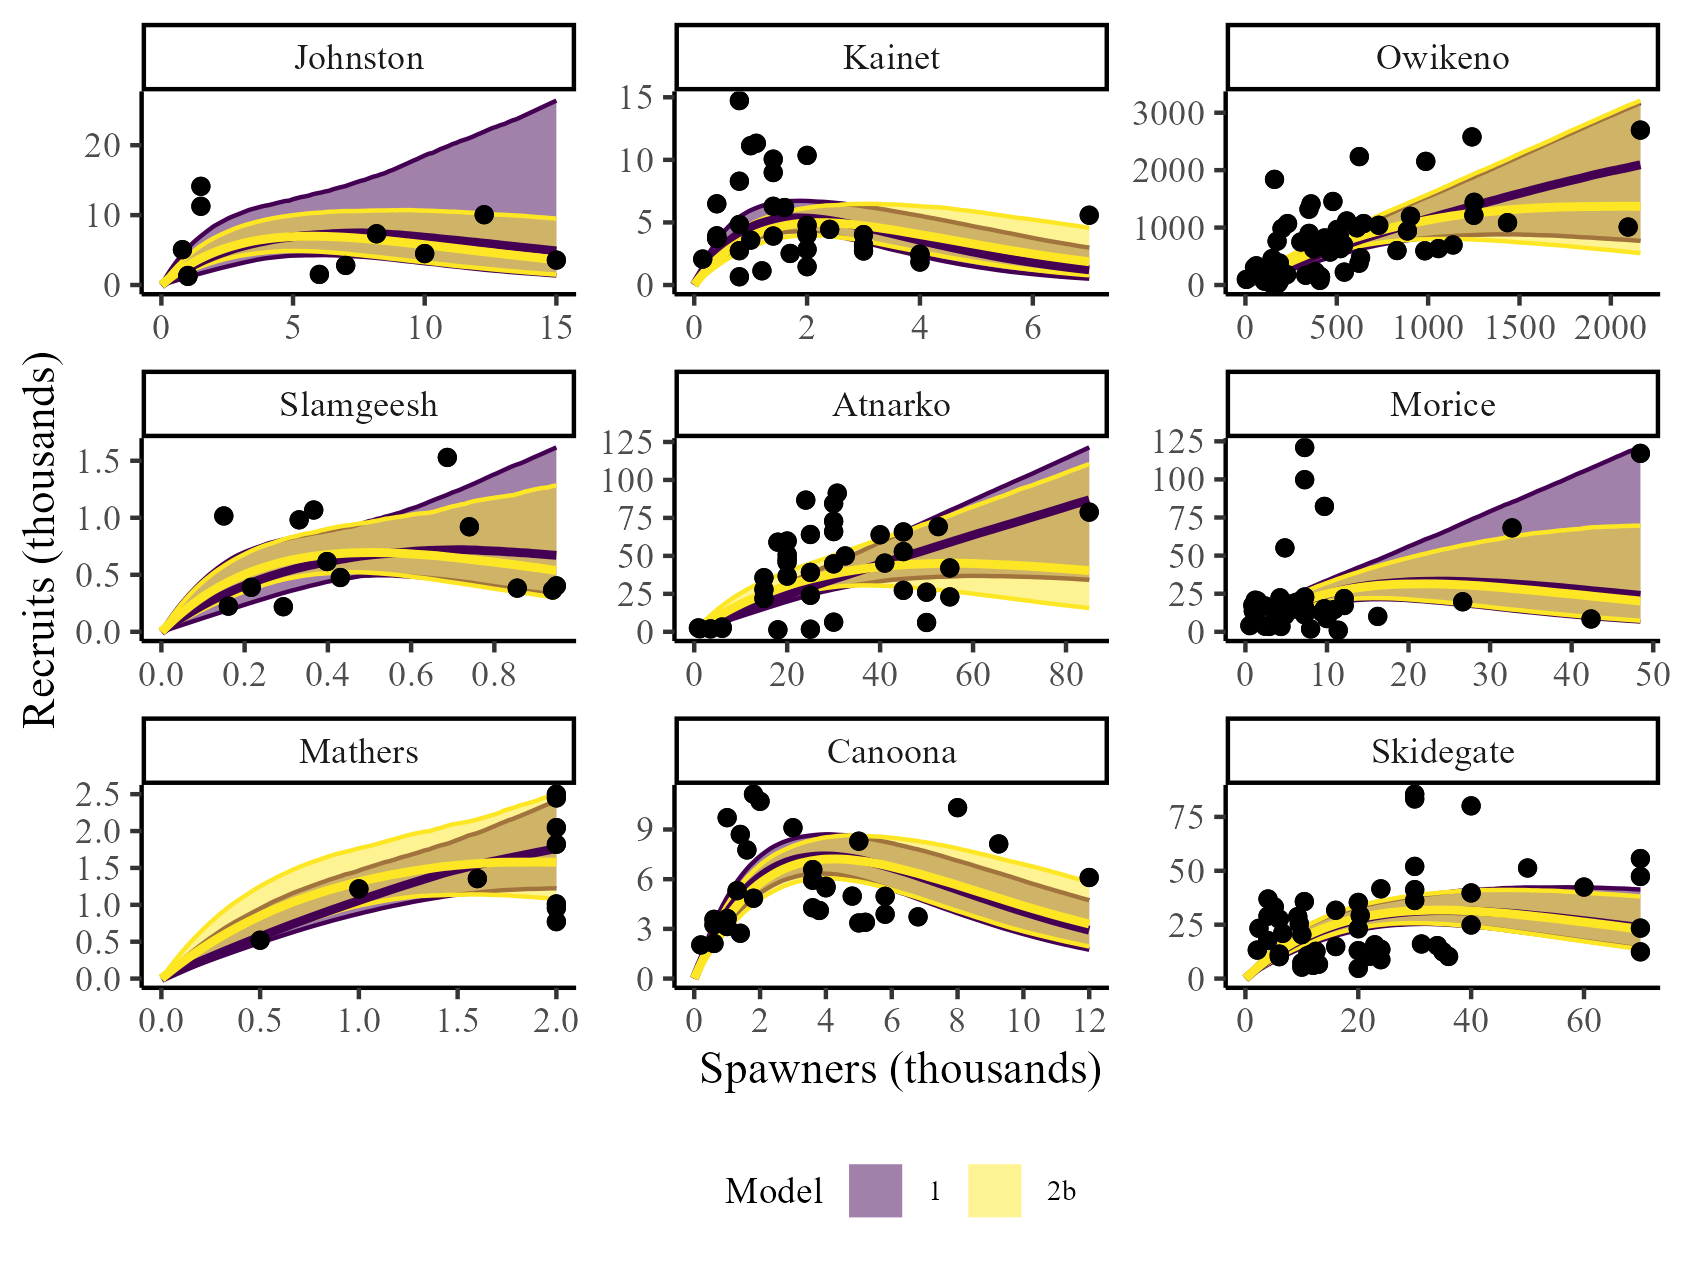 Johnston Kainet Owikeno
20 10 0
0 5 10 15
15 10 5 0
0 2 4 6
3000 2000 1000 0
0 500 1000 1500 2000
Slamgeesh Atnarko Morice
1.5 1.0 0.5 0.0
0.0 0.2 0.4 0.6 0.8
125 100 75 50 25 0
0 20 40 60 80
125 100 75 50 25 0
0 10 20 30 40 50
Mathers Canoona Skidegate
2.5 2.0 1.5 1.0 0.5 0.0
0.0 0.5 1.0 1.5 2.0
9 6 3 0
0 2 4 6 8 10 12
75 50 25 0
0 20 40 60
Recruits (thousands)
Spawners (thousands)
Model 1 2b